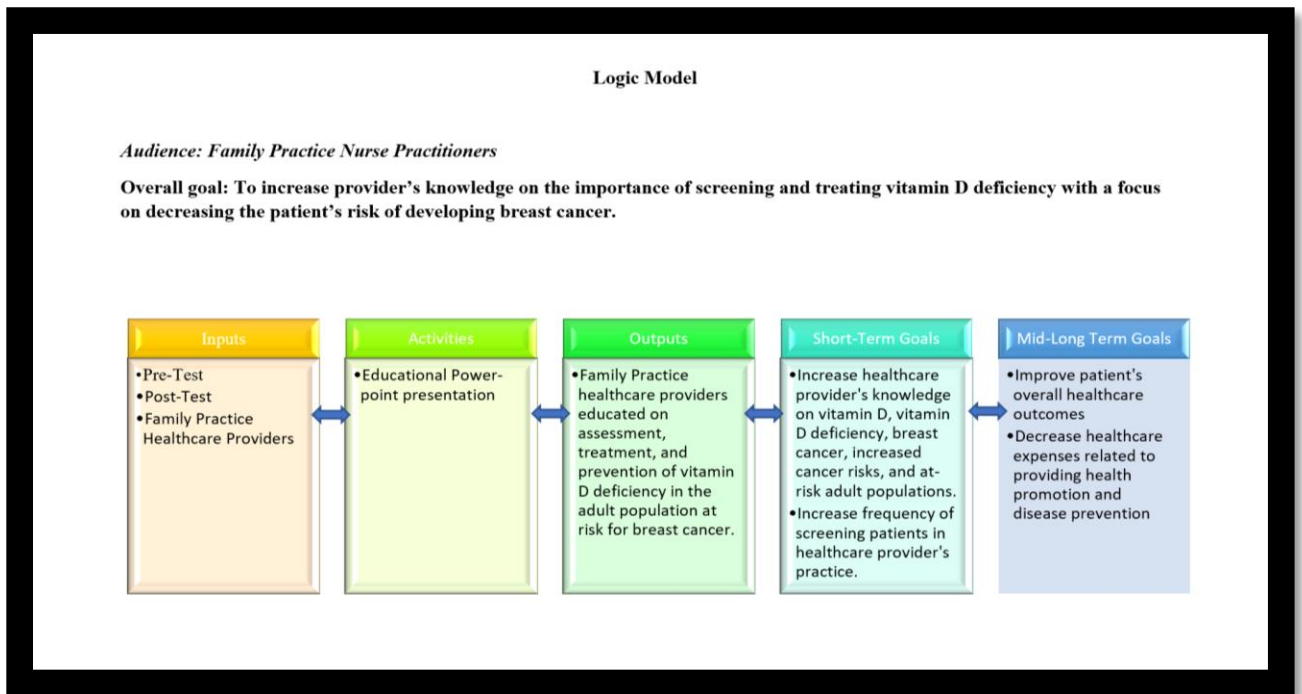 Logic Model
Audience: Family Practice Nurse Practitioners
Overall goal: To increase provider’s knowledge on the importance of screening and treating vitamin D deficiency with a focus
on decreasing the patient’s risk of developing breast cancer.
Inputs
•Pre-Test
•Post-Test
•Family Practice
Healthcare Providers
Activities
•Educational Power-
point presentation
Outputs
•Family Practice
healthcare providers
educated on
assessment,
treatment, and
prevention of vitamin
D deficiency in the
adult population at
risk for breast cancer.
Short-Term Goals
•Increase healthcare
provider's knowledge
on vitamin D, vitamin
D deficiency, breast
cancer, increased
cancer risks, and at-
risk adult populations.
•Increase frequency of
screening patients in
healthcare provider's
practice.
Mid-Long Term Goals
•Improve patient's
overall healthcare
outcomes
•Decrease healthcare
expenses related to
providing health
promotion and
disease prevention